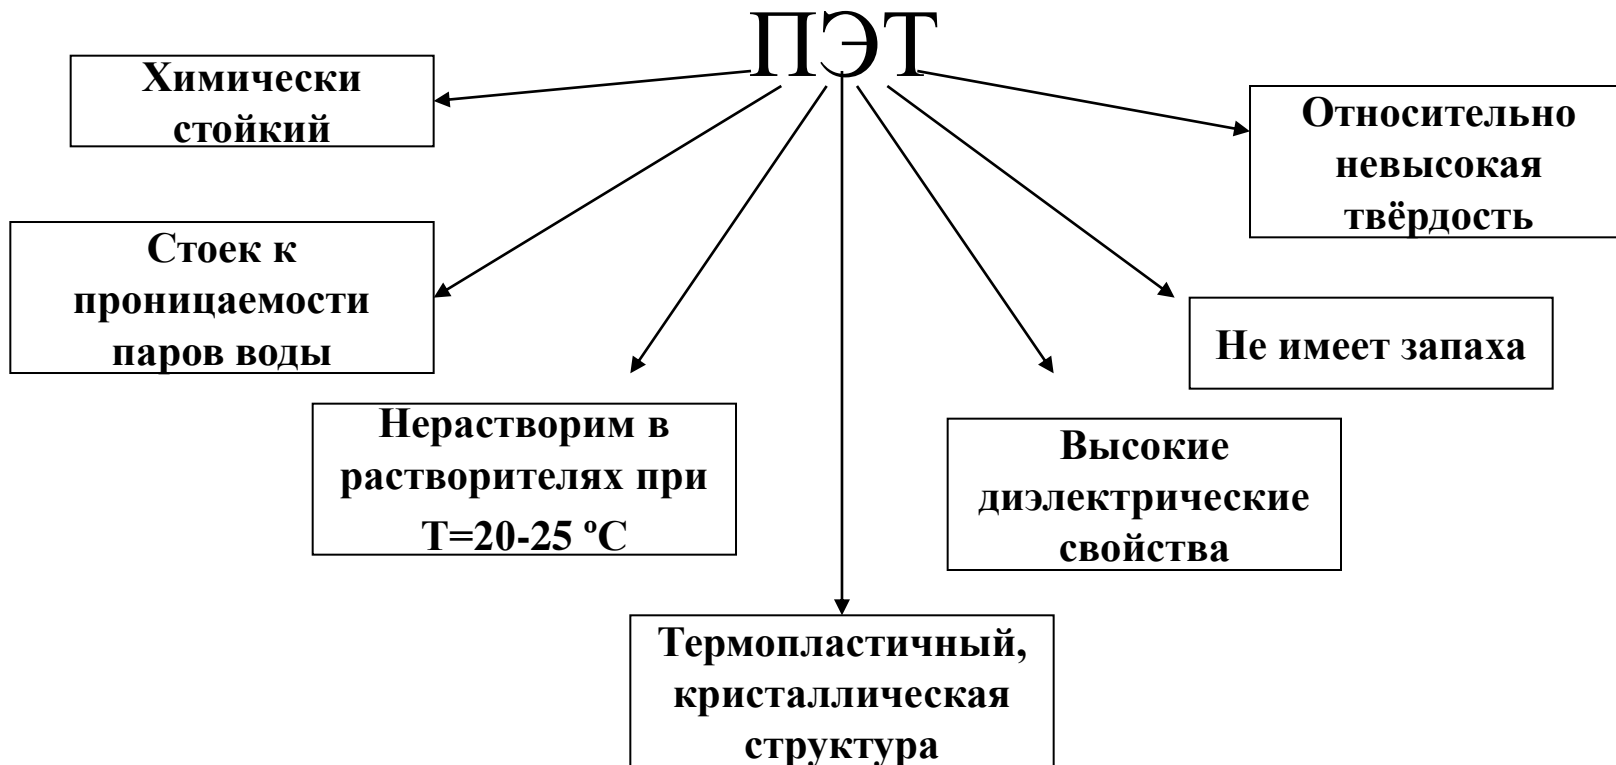 ПЭТ
Химически
стойкий
Относительно
невысокая
твёрдость
Стоек к
проницаемости
паров воды
Не имеет запаха
Нерастворим в
растворителях при
Т=20-25 ºС
Высокие
диэлектрические
свойства
Термопластичный,
кристаллическая
структура